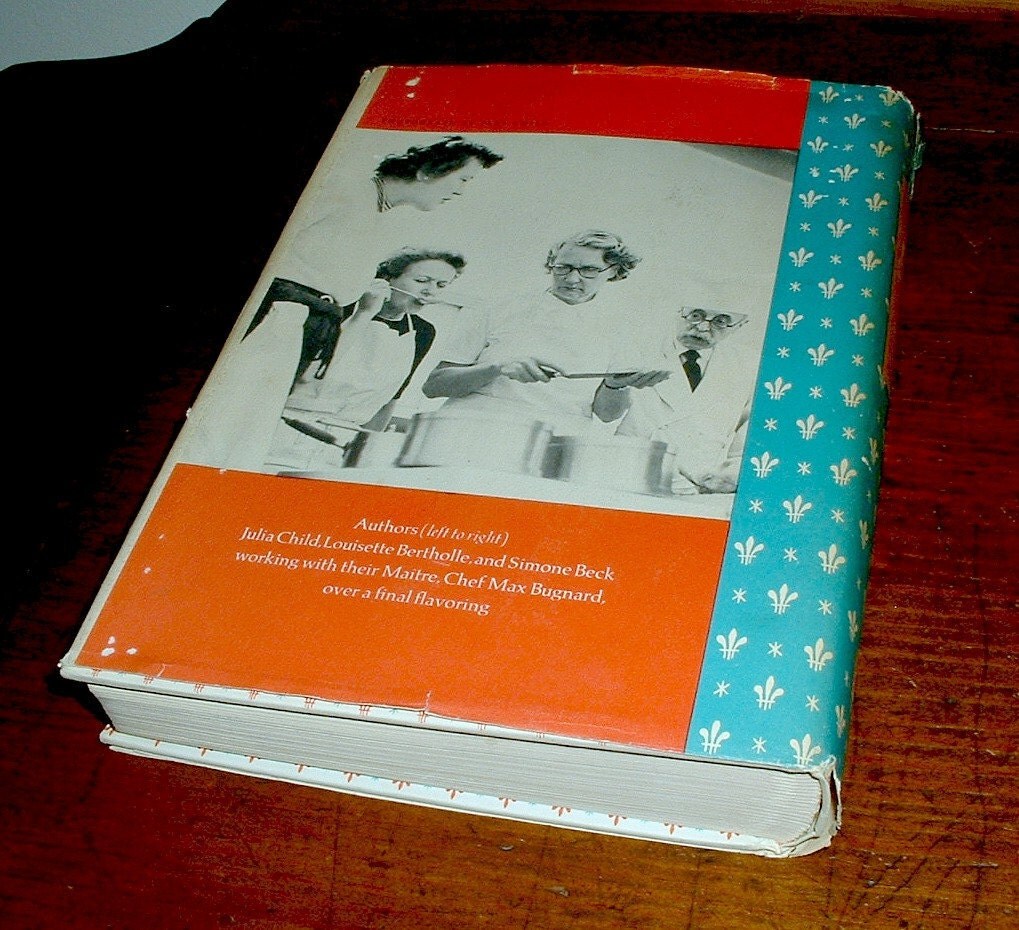 Authors (left to right)
Julia Child, Louisette Bertholle, and Simone Beck
working with their Maître, Chef Max Bugnard,
over a final flavoring